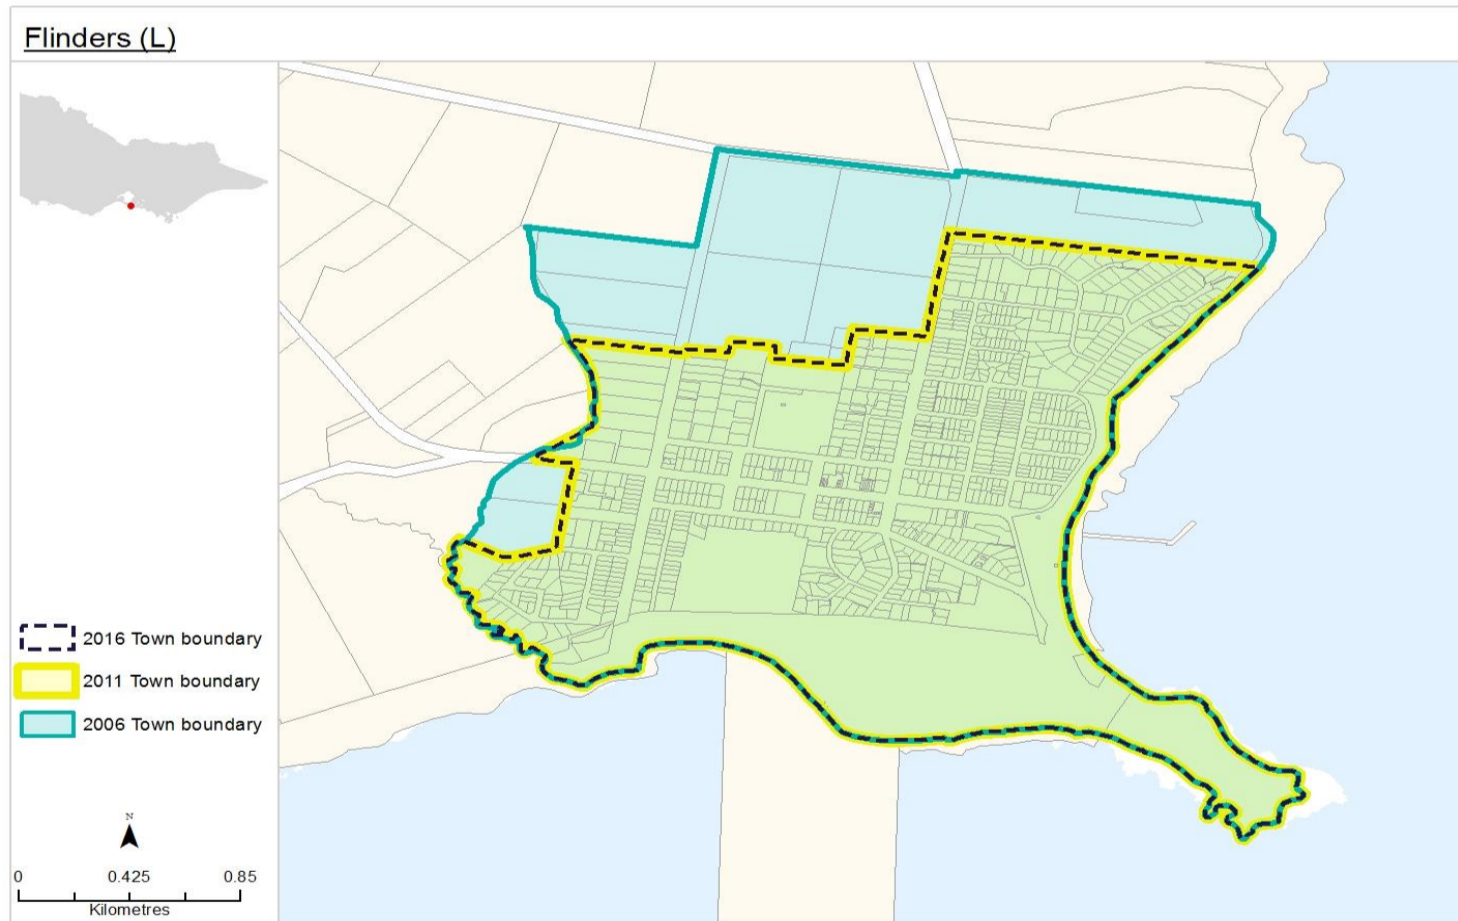 Flinders (L)
2016 Town boundary
2011 Town boundary
2006 Town boundary
N
0 0.425 0.85
Kilometres